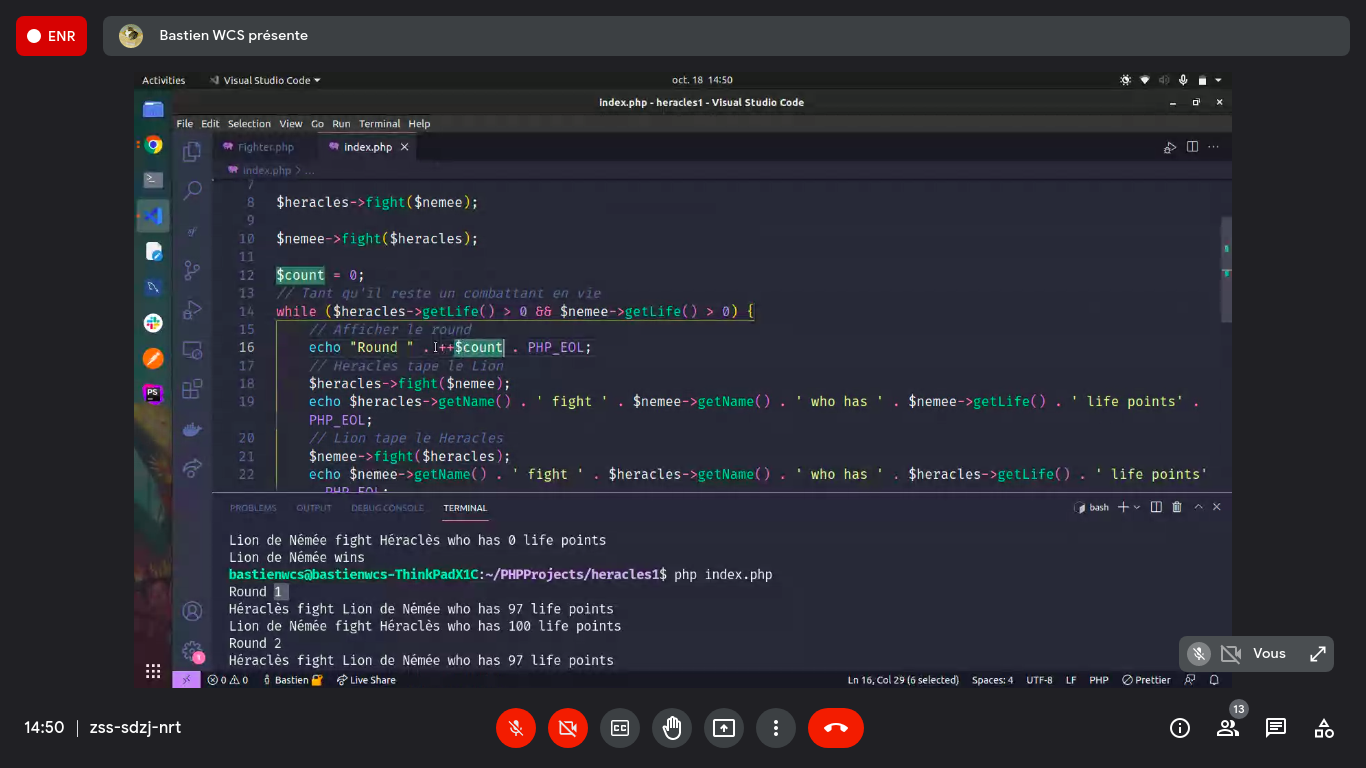 ENR
Bastien WCS présente
Activities
Visual Studio Code
oct. 18 14:50
index.php - heracles1 - Visual Studio Code
File Edit Selection View Go Run Terminal Help
Fighter.php
index.php
index.php > ...
7
8 $heracles->fight($nemee);
9
10 $nemee->fight($heracles);
11
12 $count = 0;
13 // Tant qu'il reste un combattant en vie
14 while ($heracles->getLife() > 0 && $nemee->getLife() > 0) {
15 // Afficher le round
16 echo "Round " . ++$count . PHP_EOL;
17 // Heracles tape le Lion
18 $heracles->fight($nemee);
19 echo $heracles->getName() . ' fight ' . $nemee->getName() . ' who has ' . $nemee->getLife() . ' life points' .
PHP_EOL;
20 // Lion tape le Heracles
21 $nemee->fight($heracles);
22 echo $nemee->getName() . ' fight ' . $heracles->getName() . ' who has ' . $heracles->getLife() . ' life points'
. PHP_EOL;
PROBLEMS OUTPUT DEBUG CONSOLE TERMINAL
bash
Lion de Némée fight Héraclès who has 0 life points
Lion de Némée wins
bastienwcs@bastienwcs-ThinkPadX1C:~/PHPProjects/heracles1$ php index.php
Round 1
Héraclès fight Lion de Némée who has 97 life points
Lion de Némée fight Héraclès who has 100 life points
Round 2
Héraclès fight Lion de Némée who has 97 life points
PS
1
0 0 Bastien Live Share
Ln 16, Col 29 (6 selected) Spaces: 4 UTF-8 LF PHP Prettier
Vous
14:50 | zss-sdzj-nrt
13